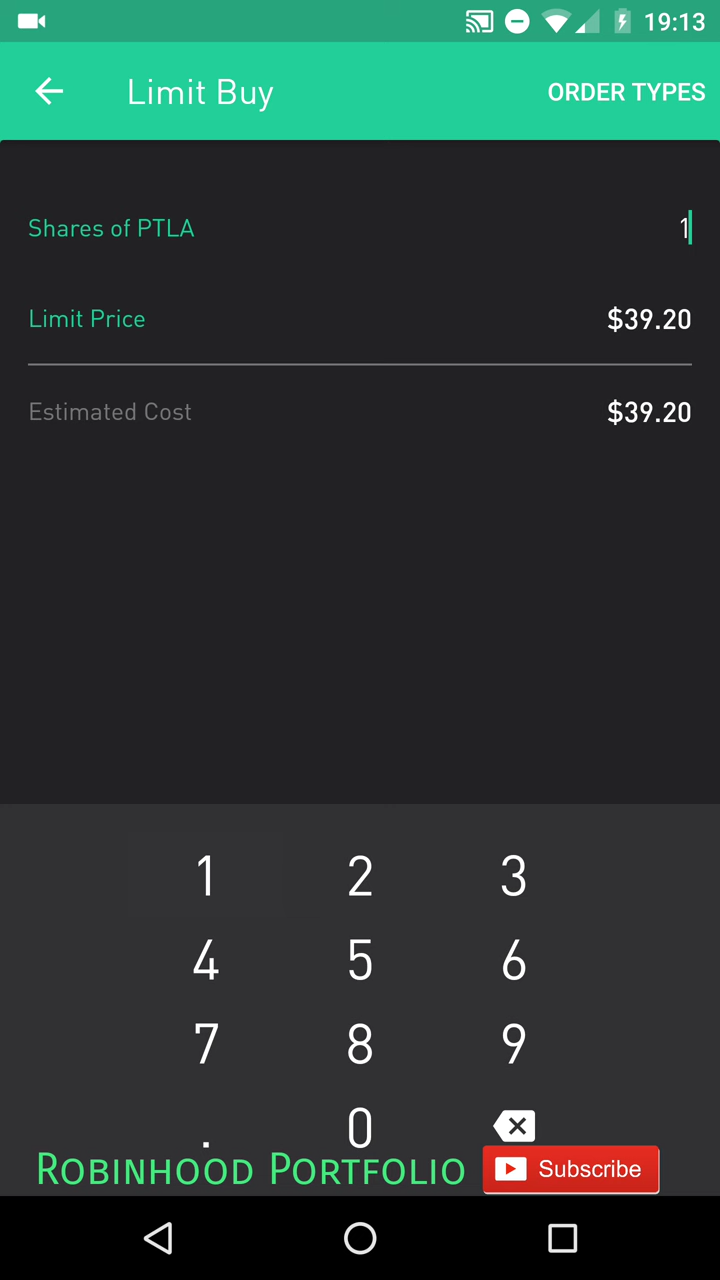 19:13
Limit Buy ORDER TYPES
Shares of PTLA 1
Limit Price $39.20
Estimated Cost $39.20
1 2 3
4 5 6
7 8 9
. 0
ROBINHOOD PORTFOLIO Subscribe